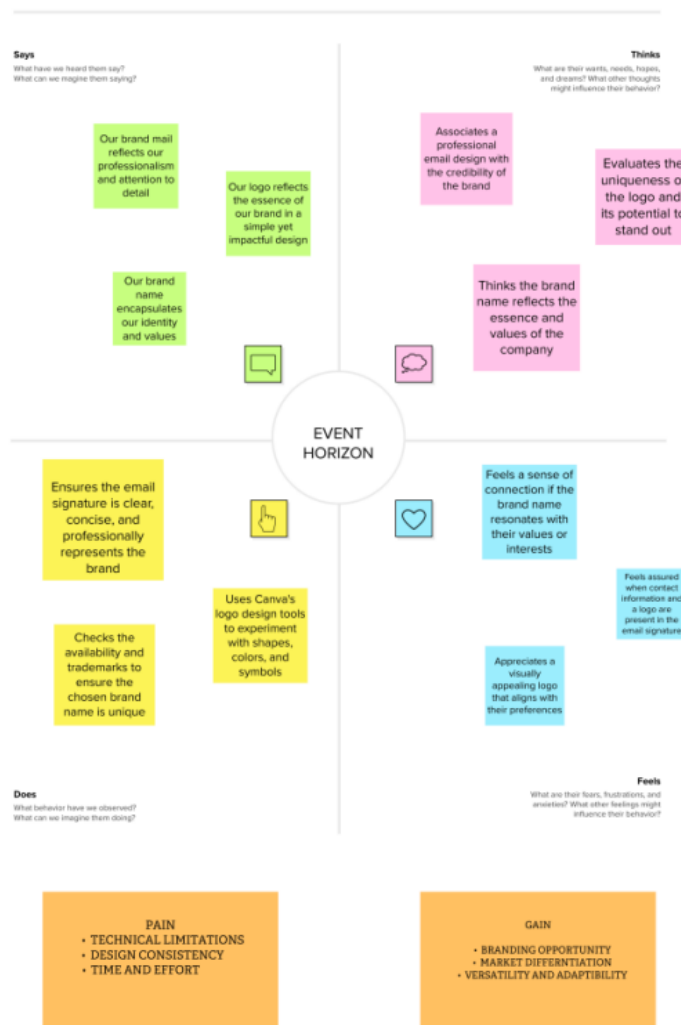 Says
What have we heard them say?
What can we magine them saying?
Thinks
What are their wants, needs, hopes,
and dreams? What other thoughts
might influence their behavior?
Our brand mail
reflects our
professionalism
and attention to
detail
Our logo reflects
the essence of
our brand in a
simple yet
impactful design
Our brand
name
encapsulates
our identity
and values
Associates a
professional
email design with
the credibility of
the brand
Evaluates the
uniqueness o
the logo and
its potential to
stand out
Thinks the brand
name reflects the
essence and
values of the
company
EVENT
HORIZON
Ensures the email
signature is clear,
concise, and
professionally
represents the
brand
Uses Canva's
logo design tools
to experiment
with shapes,
colors, and
symbols
Checks the
availability and
trademarks to
ensure the
chosen brand
name is unique
Feels a sense of
connection if the
brand name
resonates with
their values or
interests
Feels assured
when contact
information and
a logo are
present in the
email signature
Appreciates a
visually
appealing logo
that aligns with
their preferences
Does
What behavior have we observed?
What can we imagine them doing?
Feels
What are their fears, frustrations, and
anxieties? What other feelings might
influence their behavior?
PAIN
• TECHNICAL LIMITATIONS
• DESIGN CONSISTENCY
• TIME AND EFFORT
GAIN
• BRANDING OPPORTUNITY
• MARKET DIFFERNTIATION
• VERSATILITY AND ADAPTIBILITY